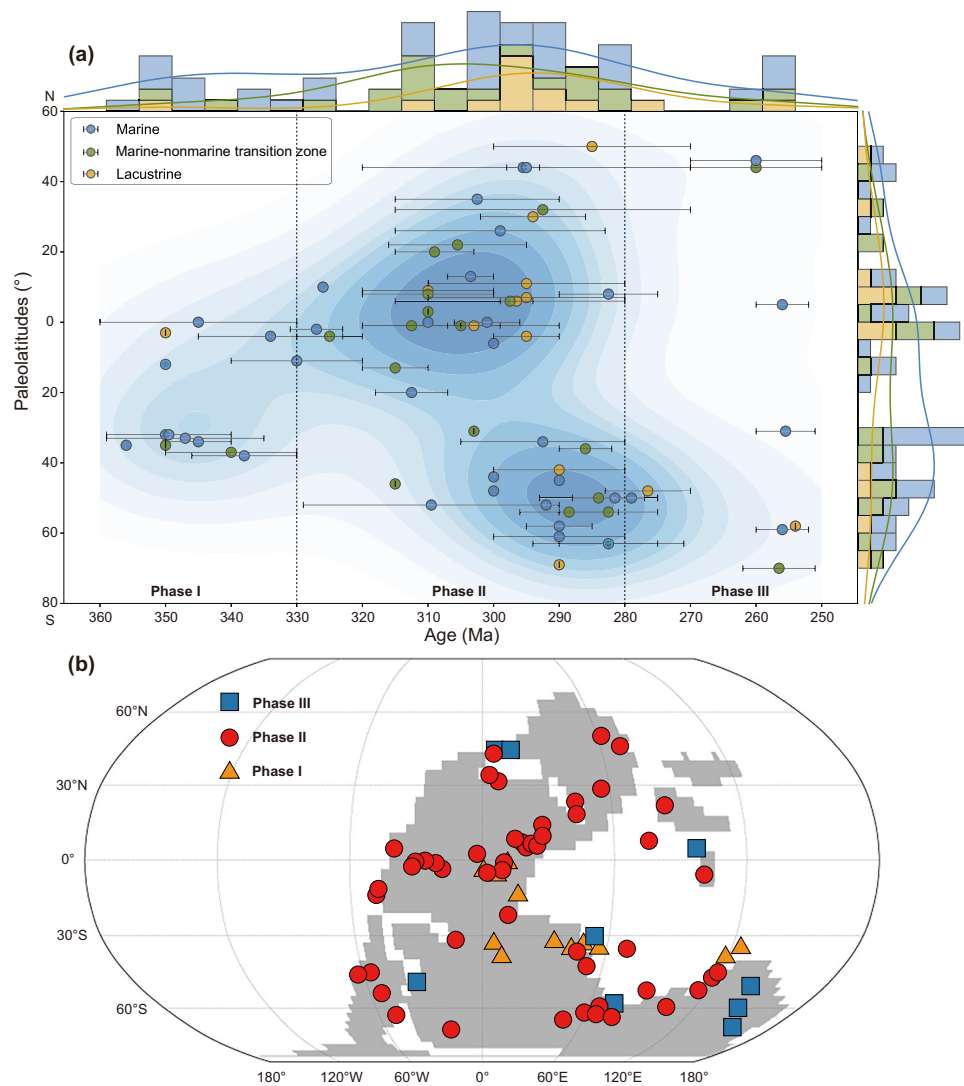 (a)
N
60
40
20
0
20
40
60
80
S
Paleolatitudes (°)
Marine
Marine-nonmarine transition zone
Lacustrine
Phase I
Phase II
Phase III
360
350
340
330
320
310
300
290
280
270
260
250
Age (Ma)
(b)
Phase III
Phase II
Phase I
60°N
30°N
0°
30°S
60°S
180°
120°W
60°W
0°
60°E
120°E
180°